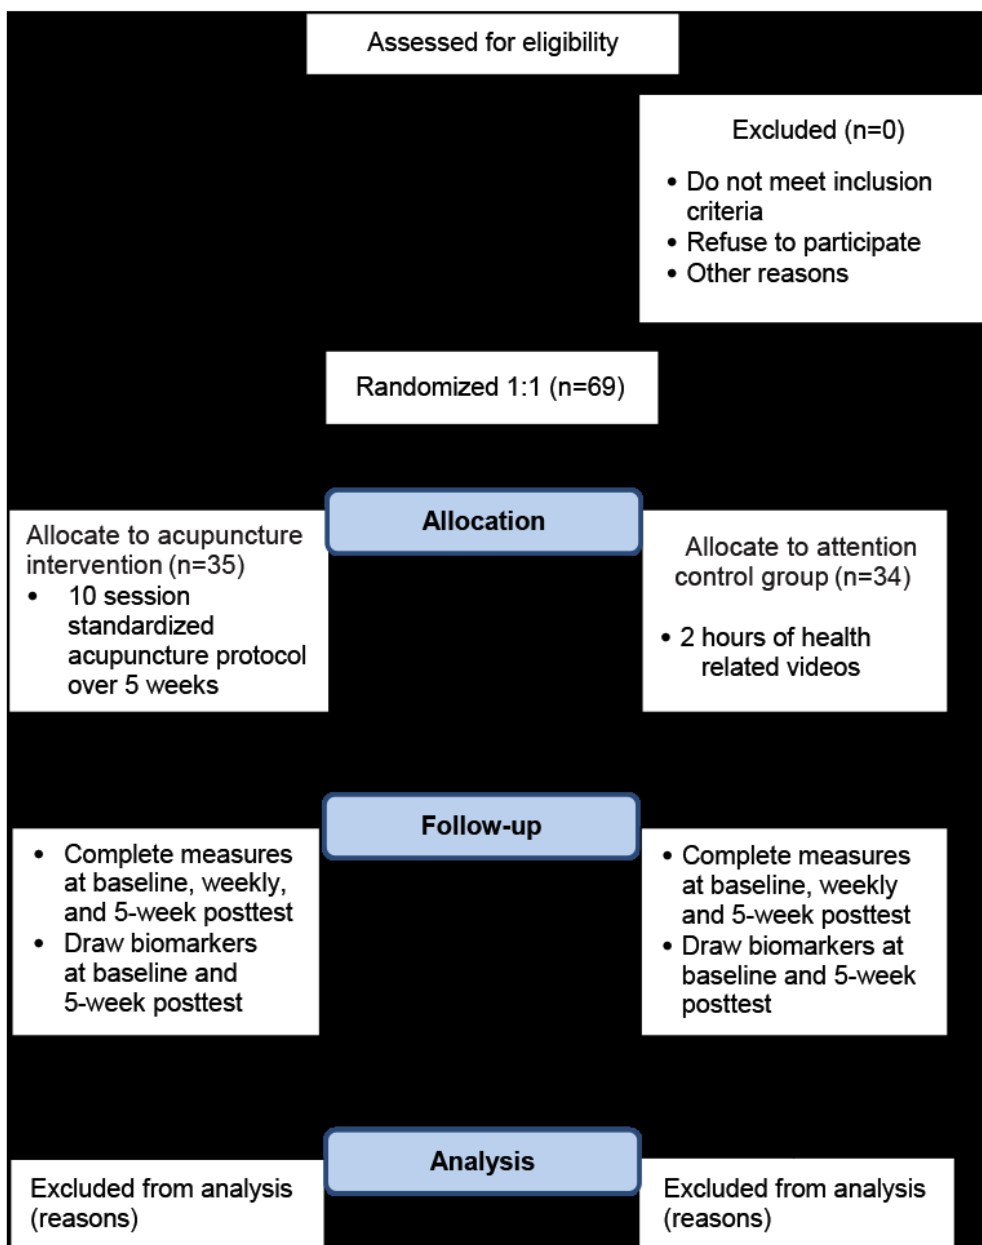 Assessed for eligibility
Excluded (n=0)
• Do not meet inclusion
criteria
• Refuse to participate
• Other reasons
Randomized 1:1 (n=69)
Allocation
Allocate to acupuncture
intervention (n=35)
• 10 session
standardized
acupuncture protocol
over 5 weeks
Allocate to attention
control group (n=34)
• 2 hours of health
related videos
Follow-up
• Complete measures
at baseline, weekly,
and 5-week posttest
• Draw biomarkers
at baseline and
5-week posttest
• Complete measures
at baseline, weekly
and 5-week posttest
• Draw biomarkers at
baseline and 5-week
posttest
Analysis
Excluded from analysis
(reasons)
Excluded from analysis
(reasons)